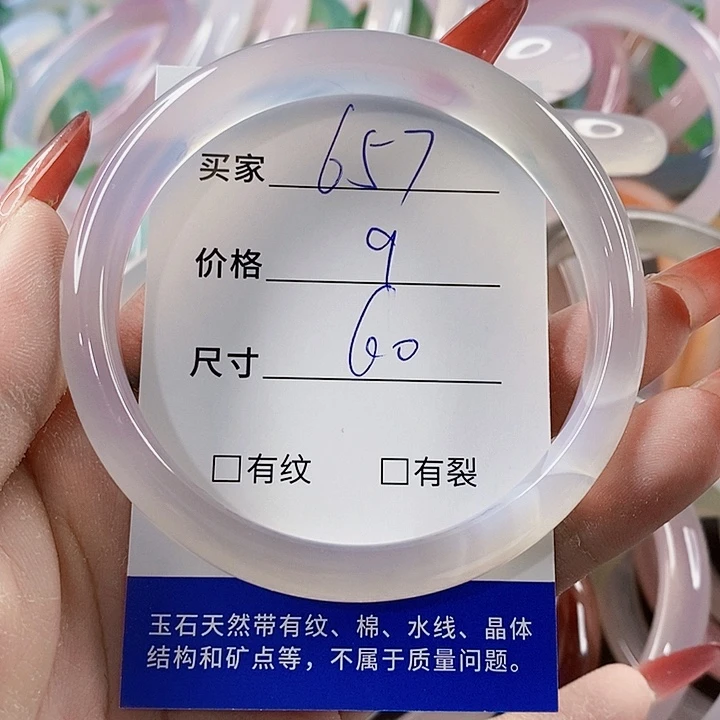 买家 657
价格 9
尺寸 60
□有纹 □有裂
玉石天然带有纹、棉、水线、晶体
结构和矿点等，不属于质量问题。